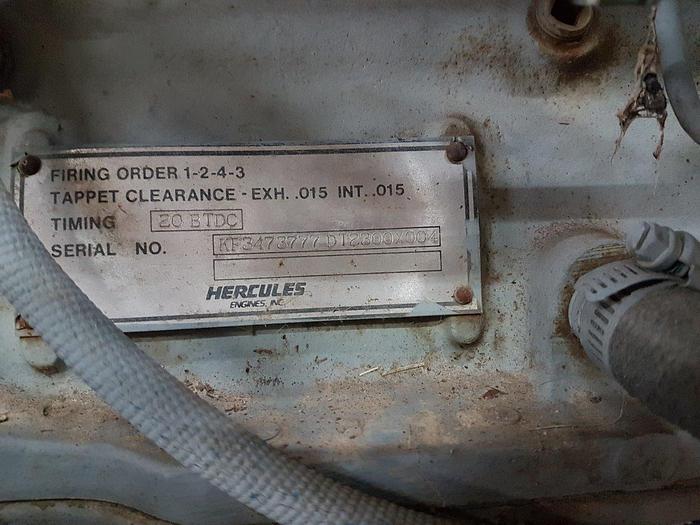 FIRING ORDER 1-2-4-3
TAPPET CLEARANCE - EXH. .015 INT. .015
TIMING 20 BTDC
SERIAL NO. KF3473777 DT2300X004
HERCULES
ENGINES, INC.